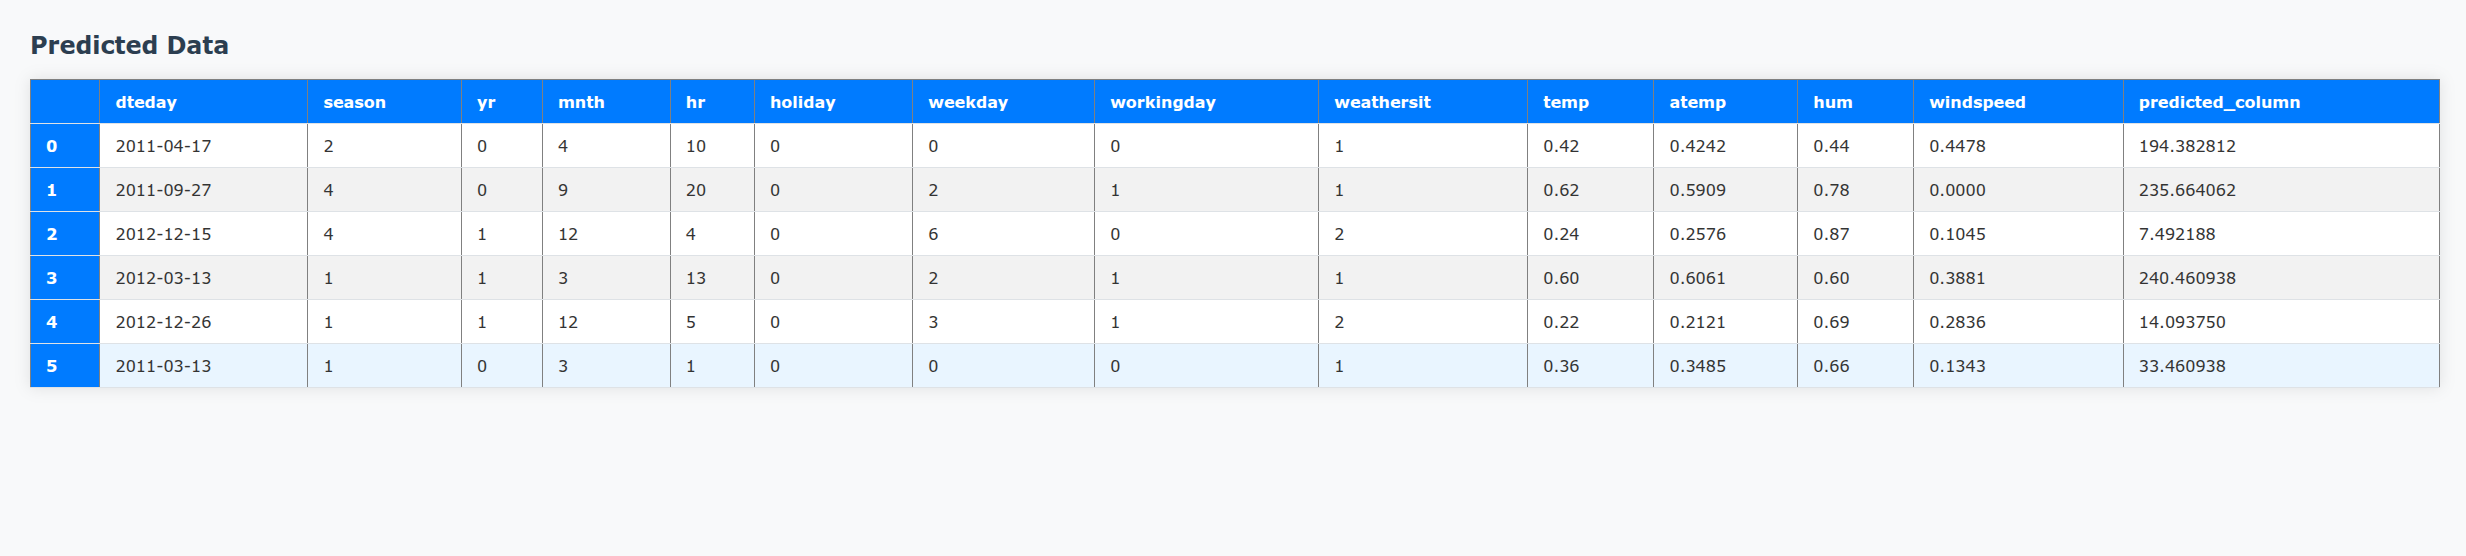 Predicted Data
dteday season yr mnth hr holiday weekday workingday weathersit temp atemp hum windspeed predicted_column
0 2011-04-17 2 0 4 10 0 0 0 1 0.42 0.4242 0.44 0.4478 194.382812
1 2011-09-27 4 0 9 20 0 2 1 1 0.62 0.5909 0.78 0.0000 235.664062
2 2012-12-15 4 1 12 4 0 6 0 2 0.24 0.2576 0.87 0.1045 7.492188
3 2012-03-13 1 1 3 13 0 2 1 1 0.60 0.6061 0.60 0.3881 240.460938
4 2012-12-26 1 1 12 5 0 3 1 2 0.22 0.2121 0.69 0.2836 14.093750
5 2011-03-13 1 0 3 1 0 0 0 1 0.36 0.3485 0.66 0.1343 33.460938